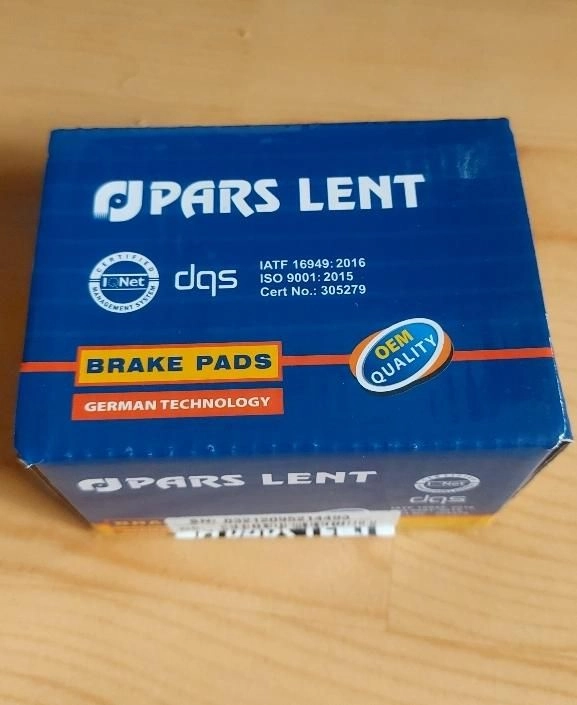 PARS LENT
CERTIFIED
IQNet
MANAGEMENT SYSTEM
dqs
IATF 16949: 2016
ISO 9001: 2015
Cert No.: 305279
OEM
QUALITY
BRAKE PADS
GERMAN TECHNOLOGY
PARS LENT
dqs